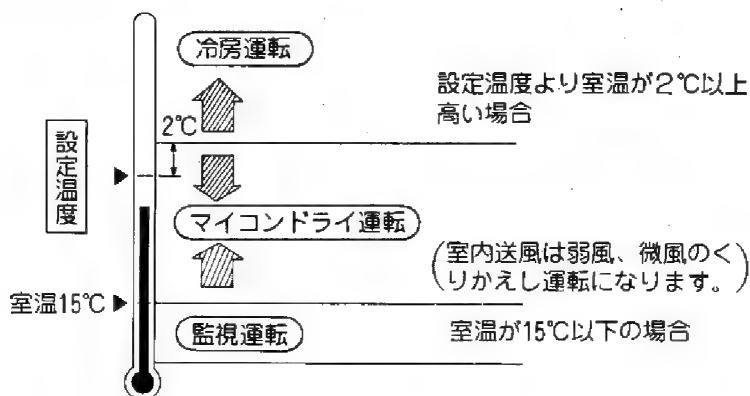 冷房運転
設定温度より室温が2℃以上
高い場合
2℃
設定温度
マイコンドライ運転
(室内送風は弱風、微風のく
りかえし運転になります。)
室温15℃
監視運転
室温が15℃以下の場合